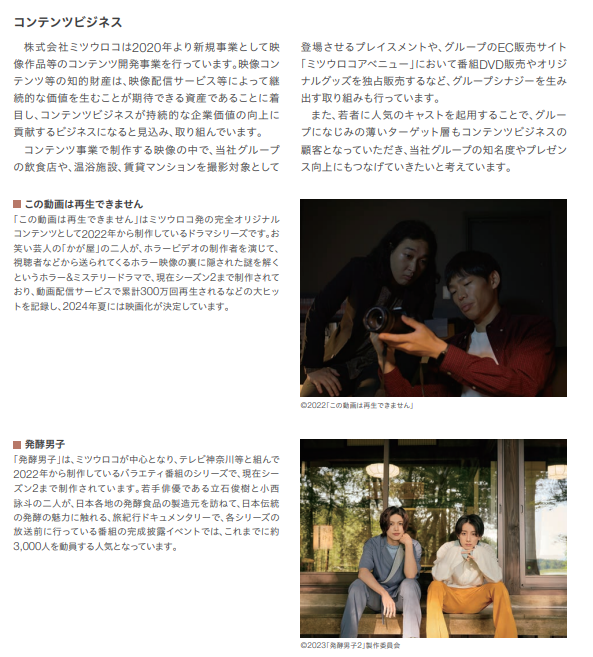 コンテンツビジネス
　株式会社ミツウロコは2020年より新規事業として映
像作品等のコンテンツ開発事業を行っています。映像コン
テンツ等の知的財産は、映像配信サービス等によって継
続的な価値を生むことが期待できる資産であることに着
目し、コンテンツビジネスが持続的な企業価値の向上に
貢献するビジネスになると見込み、取り組んでいます。
　コンテンツ事業で制作する映像の中で、当社グループ
の飲食店や、温浴施設、賃貸マンションを撮影対象として
登場させるプレイスメントや、グループのEC販売サイト
「ミツウロコアベニュー」において番組DVD販売やオリジ
ナルグッズを独占販売するなど、グループシナジーを生み
出す取り組みも行っています。
　また、若者に人気のキャストを起用することで、グルー
プになじみの薄いターゲット層もコンテンツビジネスの
顧客となっていただき、当社グループの知名度やプレゼン
ス向上にもつなげていきたいと考えています。
■ この動画は再生できません
「この動画は再生できません」はミツウロコ発の完全オリジナル
コンテンツとして2022年から制作しているドラマシリーズです。お
笑い芸人の「かが屋」の二人が、ホラービデオの制作者を演じて、
視聴者などから送られてくるホラー映像の裏に隠された謎を解く
というホラー&ミステリードラマで、現在シーズン2まで制作されて
おり、動画配信サービスで累計300万回再生されるなどの大ヒッ
トを記録し、2024年夏には映画化が決定しています。
©2022「この動画は再生できません」
■ 発酵男子
「発酵男子」は、ミツウロコが中心となり、テレビ神奈川等と組んで
2022年から制作しているバラエティ番組のシリーズで、現在シー
ズン2まで制作されています。若手俳優である立石俊樹と小西
詠斗の二人が、日本各地の発酵食品の製造元を訪ねて、日本伝統
の発酵の魅力に触れる、旅紀行ドキュメンタリーで、各シリーズの
放送前に行っている番組の完成披露イベントでは、これまでに約
3,000人を動員する人気となっています。
©2023「発酵男子2」製作委員会